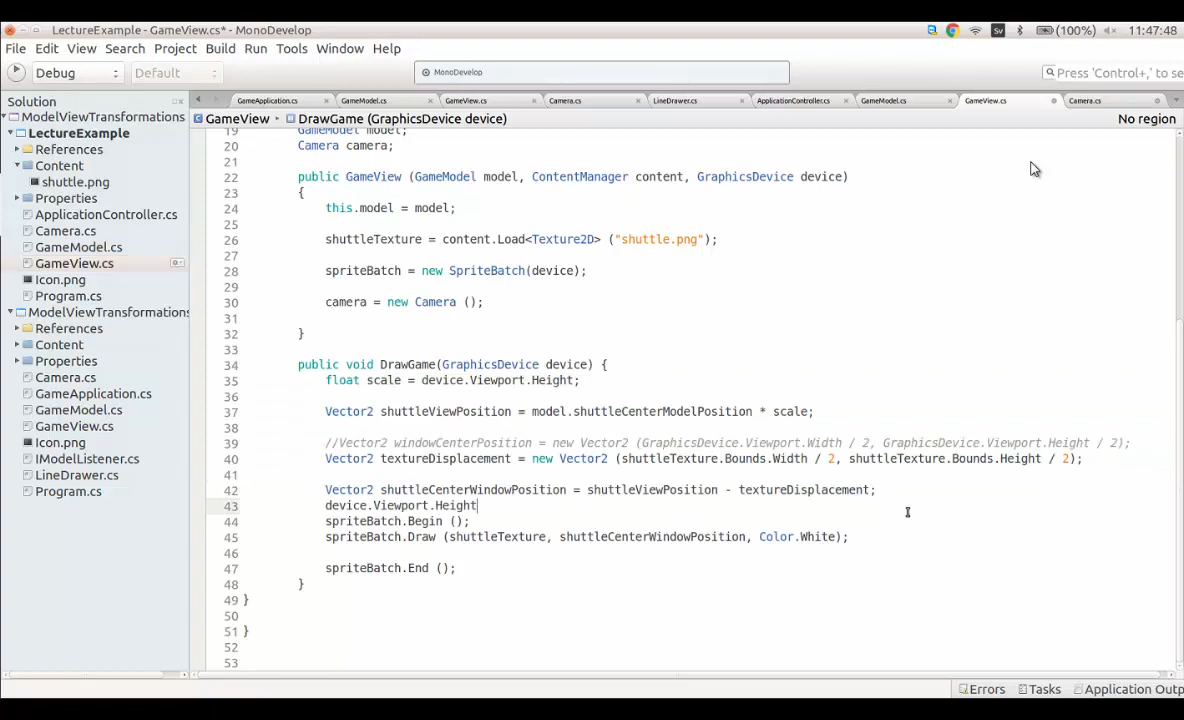 LectureExample - GameView.cs* - MonoDevelop
Sv
(100%)
11:47:48
File Edit View Search Project Build Run Tools Window Help
Debug
Default
MonoDevelop
Press 'Control+,' to se
Solution
GameApplication.cs
GameModel.cs
GameView.cs
Camera.cs
LineDrawer.cs
ApplicationController.cs
GameModel.cs
GameView.cs
Camera.cs
GameView
DrawGame (GraphicsDevice device)
No region
ModelViewTransformations
LectureExample
References
Content
shuttle.png
Properties
ApplicationController.cs
Camera.cs
GameModel.cs
GameView.cs
Icon.png
Program.cs
ModelViewTransformations
References
Content
Properties
Camera.cs
GameApplication.cs
GameModel.cs
GameView.cs
Icon.png
IModelListener.cs
LineDrawer.cs
Program.cs
19 GameModel model;
20 Camera camera;
21
22 public GameView (GameModel model, ContentManager content, GraphicsDevice device)
23 {
24 this.model = model;
25
26 shuttleTexture = content.Load<Texture2D> ("shuttle.png");
27
28 spriteBatch = new SpriteBatch(device);
29
30 camera = new Camera ();
31
32 }
33
34 public void DrawGame(GraphicsDevice device) {
35 float scale = device.Viewport.Height;
36
37 Vector2 shuttleViewPosition = model.shuttleCenterModelPosition * scale;
38
39 //Vector2 windowCenterPosition = new Vector2 (GraphicsDevice.Viewport.Width / 2, GraphicsDevice.Viewport.Height / 2);
40 Vector2 textureDisplacement = new Vector2 (shuttleTexture.Bounds.Width / 2, shuttleTexture.Bounds.Height / 2);
41
42 Vector2 shuttleCenterWindowPosition = shuttleViewPosition - textureDisplacement;
43 device.Viewport.Height
44 spriteBatch.Begin ();
45 spriteBatch.Draw (shuttleTexture, shuttleCenterWindowPosition, Color.White);
46
47 spriteBatch.End ();
48 }
49 }
50
51 }
52
53
Errors
Tasks
Application Outp